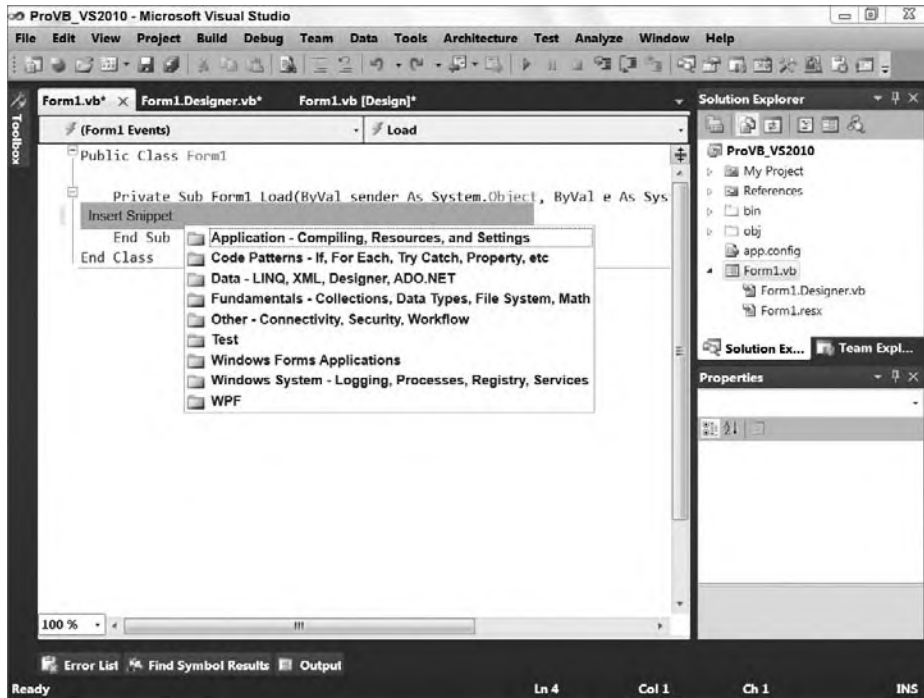 ProVB_VS2010 - Microsoft Visual Studio
File Edit View Project Build Debug Team Data Tools Architecture Test Analyze Window Help
Toolbox
Form1.vb* Form1.Designer.vb* Form1.vb [Design]*
(Form1 Events) Load
Public Class Form1
Private Sub Form1_Load(ByVal sender As System.Object, ByVal e As Sys
Insert Snippet
End Sub
End Class
Application - Compiling, Resources, and Settings
Code Patterns - If, For Each, Try Catch, Property, etc
Data - LINQ, XML, Designer, ADO.NET
Fundamentals - Collections, Data Types, File System, Math
Other - Connectivity, Security, Workflow
Test
Windows Forms Applications
Windows System - Logging, Processes, Registry, Services
WPF
100 %
Solution Explorer
ProVB_VS2010
My Project
References
bin
obj
app.config
Form1.vb
Form1.Designer.vb
Form1.resx
Solution Ex... Team Expl...
Properties
Error List Find Symbol Results Output
Ready Ln 4 Col 1 Ch 1 INS